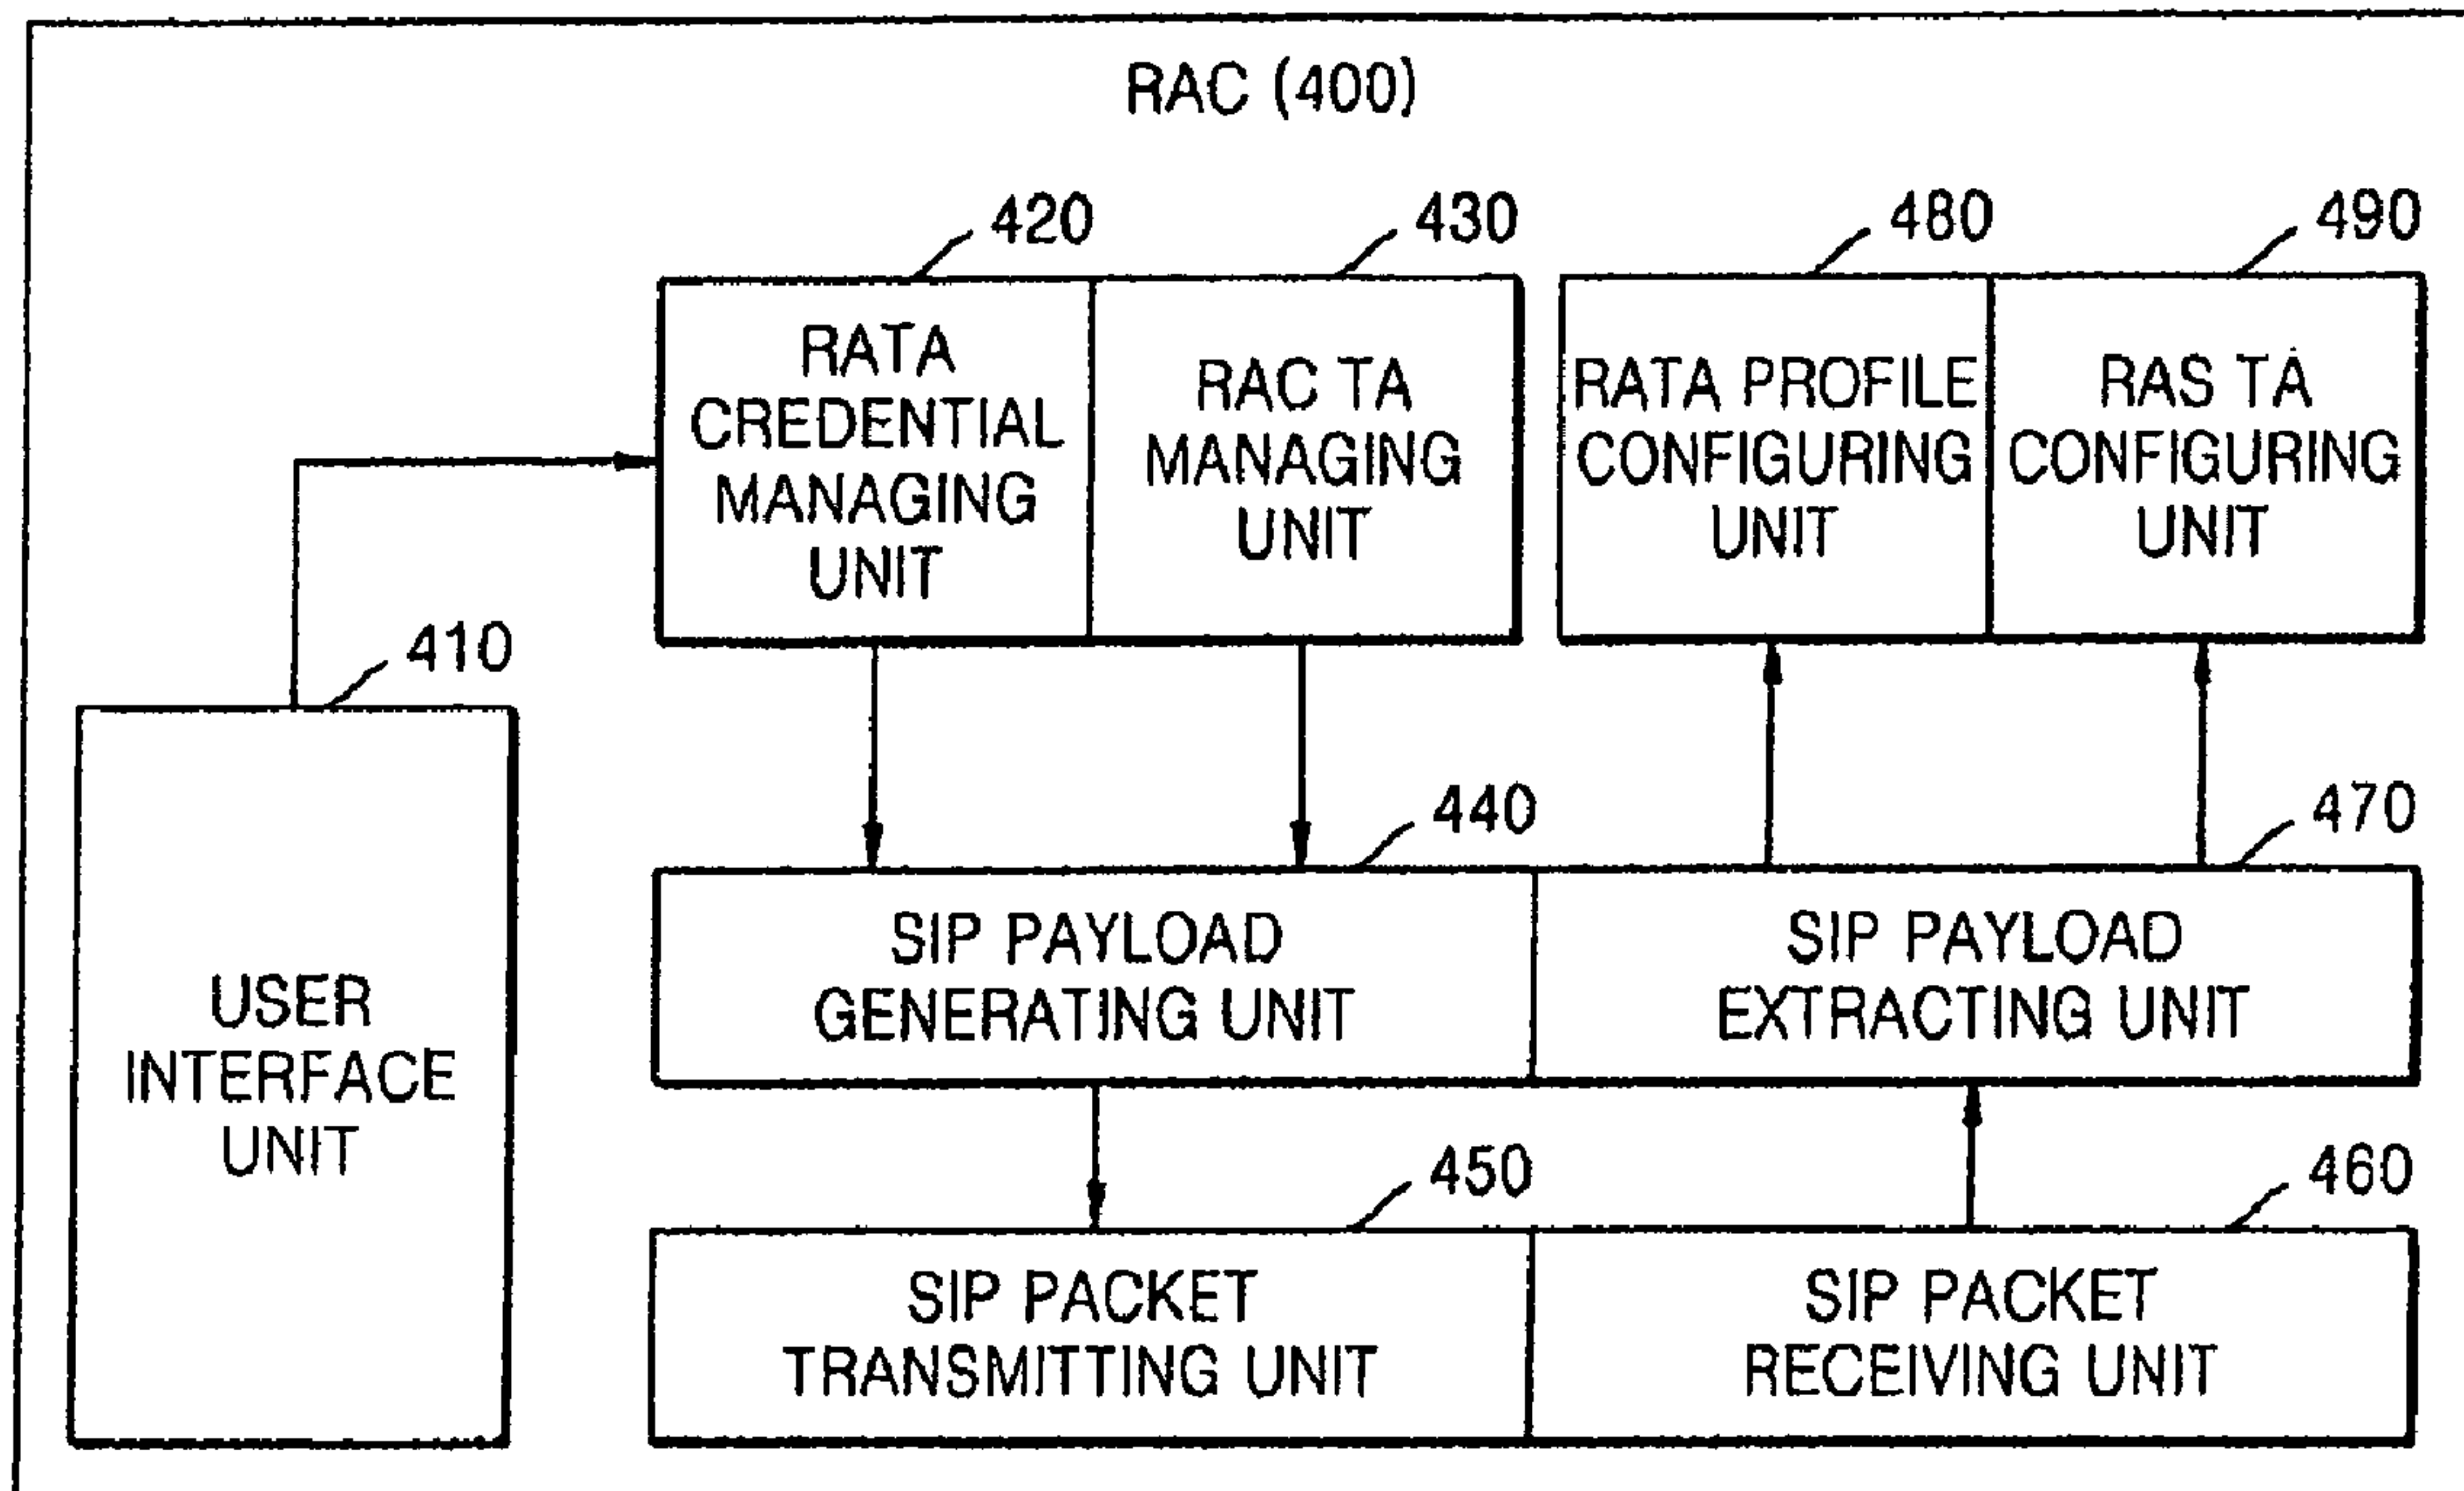 RAC (400)
420
430
480
490
RATA
CREDENTIAL
MANAGING
UNIT
RAC TA
MANAGING
UNIT
RATA PROFILE
CONFIGURING
UNIT
RAS TA
CONFIGURING
UNIT
410
USER
INTERFACE
UNIT
440
470
SIP PAYLOAD
GENERATING UNIT
SIP PAYLOAD
EXTRACTING UNIT
450
460
SIP PACKET
TRANSMITTING UNIT
SIP PACKET
RECEIVING UNIT